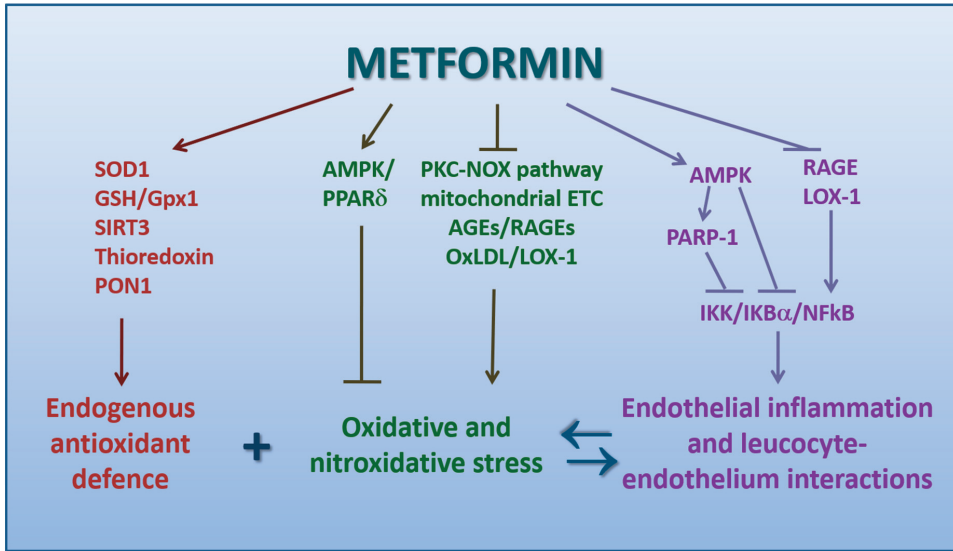 METFORMIN
SOD1
GSH/Gpx1
SIRT3
Thioredoxin
PON1
AMPK/
PPARδ
PKC-NOX pathway
mitochondrial ETC
AGEs/RAGEs
OxLDL/LOX-1
AMPK
PARP-1
RAGE
LOX-1
IKK/IKBα/NFkB
Endogenous
antioxidant
defence
+
Oxidative and
nitroxidative stress
Endothelial inflammation
and leucocyte-
endothelium interactions